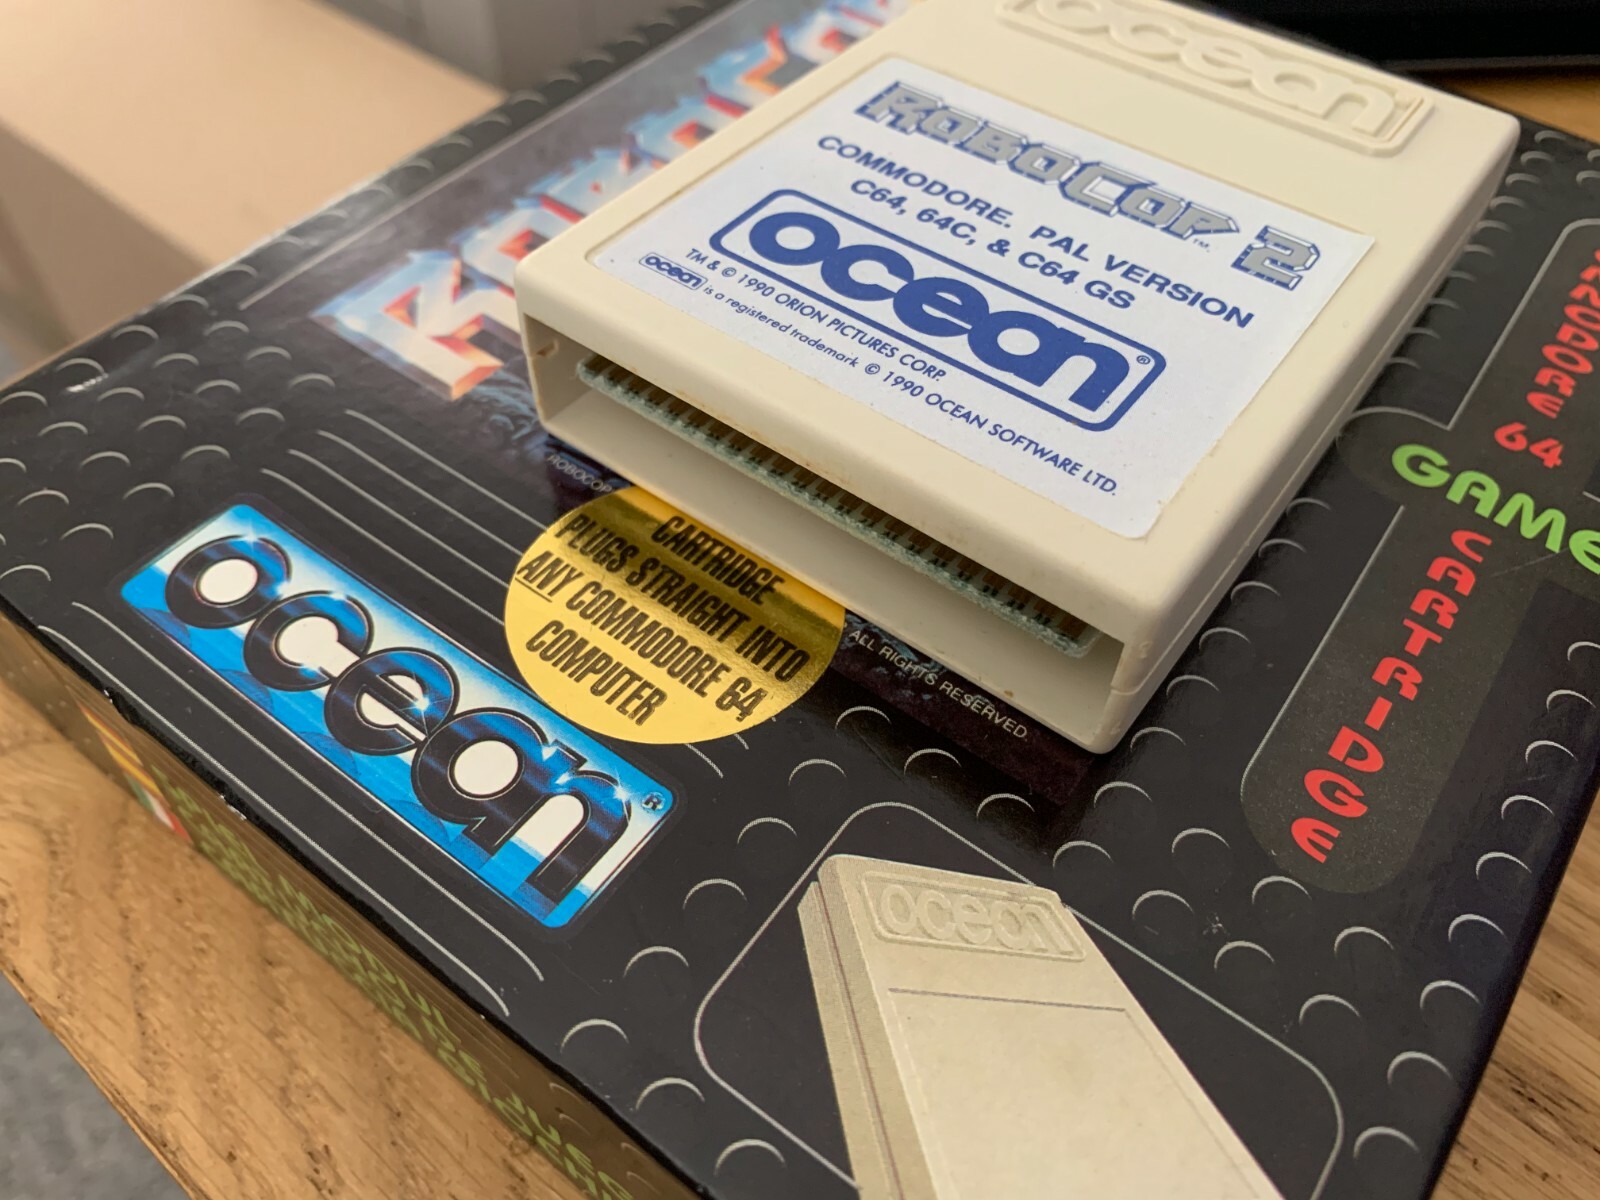 ocean
ROBOCOP 2
TM.
COMMODORE. PAL VERSION
C64, 64C, & C64 GS
ocean®
TM & © 1990 ORION PICTURES CORP.
ocean is a registered trademark © 1990 OCEAN SOFTWARE LTD.
ROBOCOP
CARTRIDGE
PLUGS STRAIGHT INTO
ANY COMMODORE 64
COMPUTER
ALL RIGHTS RESERVED
ocean®
64
GAME
CARTRIDGE
ocean